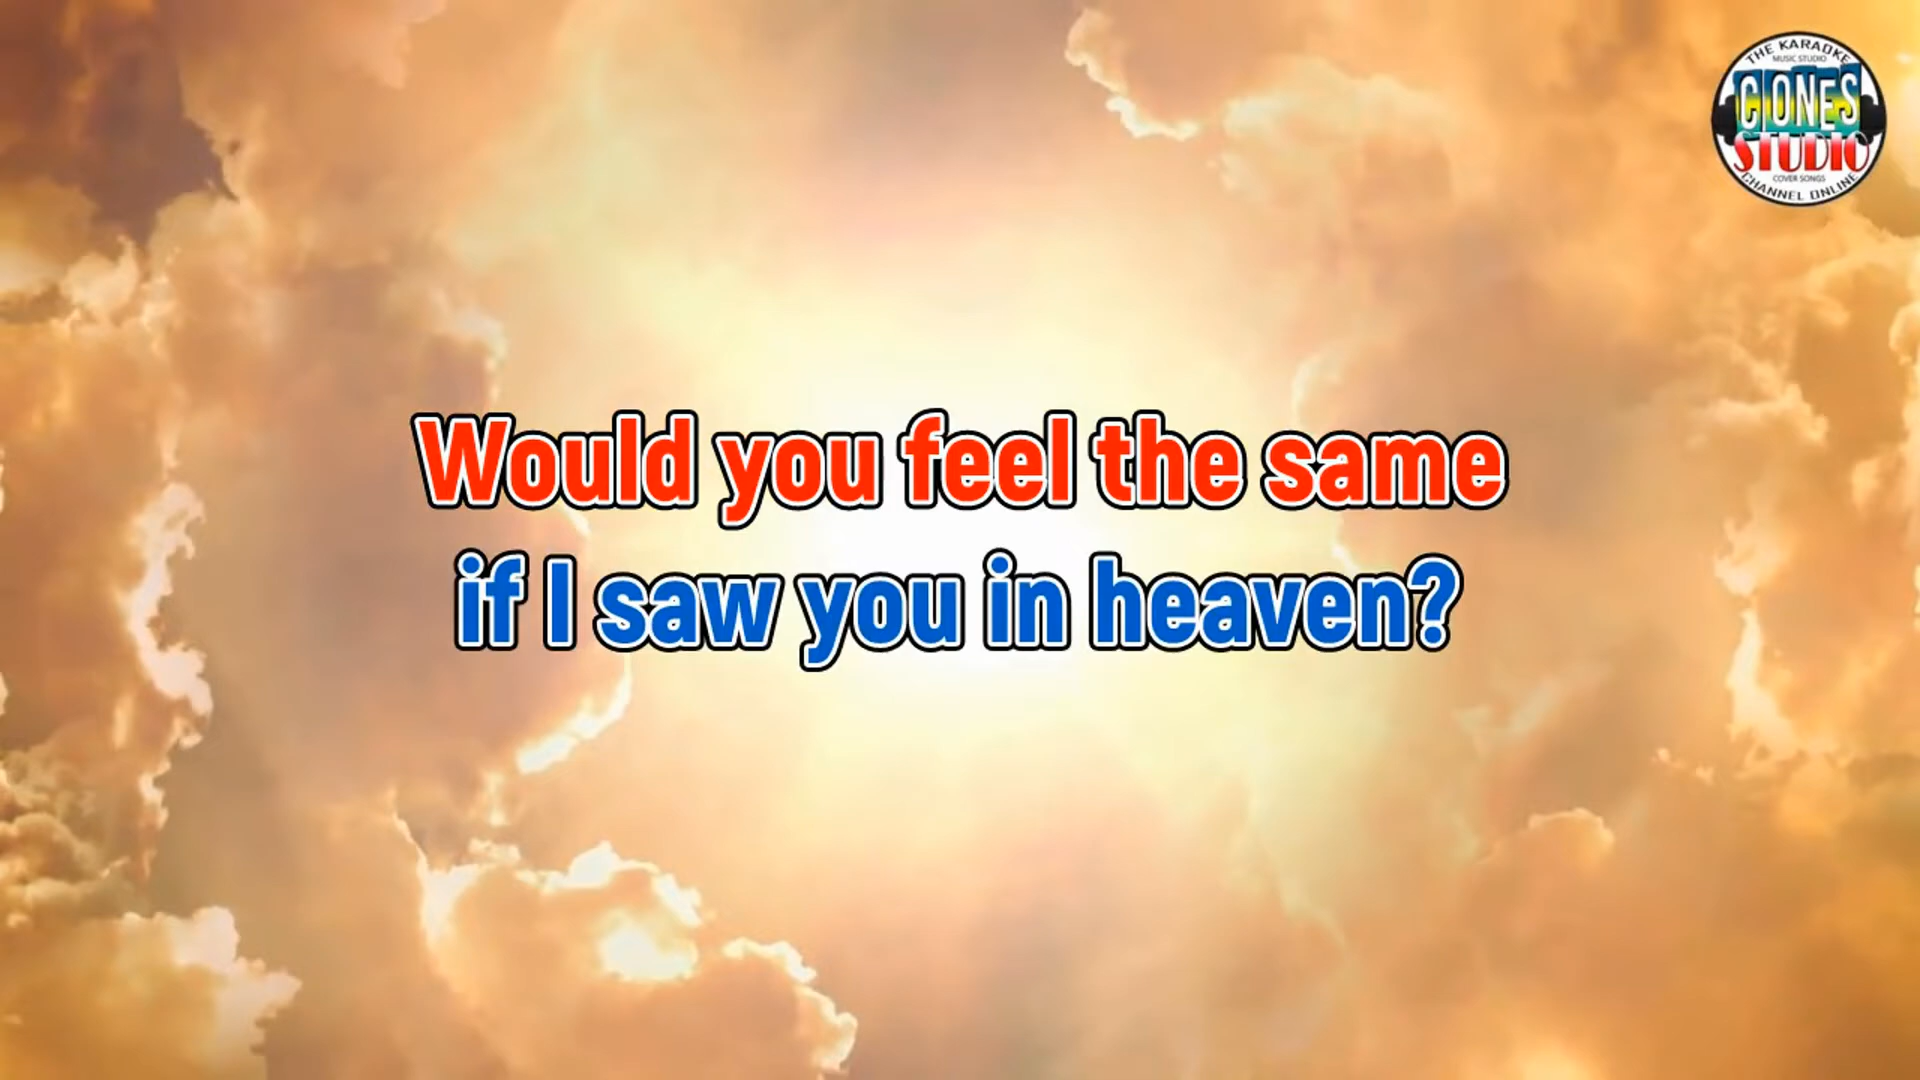 THE KARAOKE
MUSIC STUDIO
CJONES
STUDIO
COVER SONGS
CHANNEL ONLINE
Would you feel the same
if I saw you in heaven?